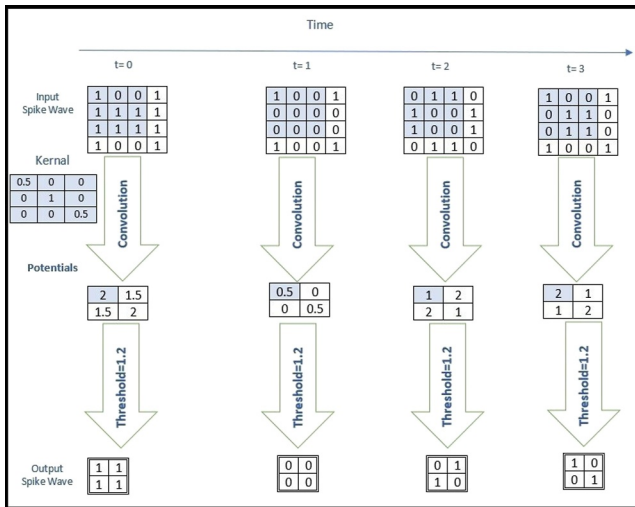 Time
t= 0 t= 1 t= 2 t= 3
Input
Spike Wave
1 0 0 1 1 0 0 1 0 1 1 0 1 0 0 1
1 1 1 1 0 0 0 0 1 0 0 1 0 1 1 0
1 1 1 1 0 0 0 0 1 0 0 1 0 1 1 0
1 0 0 1 1 0 0 1 0 1 1 0 1 0 0 1
Kernal
0.5 0 0
0 1 0
0 0 0.5
Convolution Convolution Convolution Convolution
Potentials
2 1.5 0.5 0 1 2 2 1
1.5 2 0 0.5 2 1 1 2
Threshold=1.2 Threshold=1.2 Threshold=1.2 Threshold=1.2
Output
Spike Wave
1 1 0 0 0 1 1 0
1 1 0 0 1 0 0 1